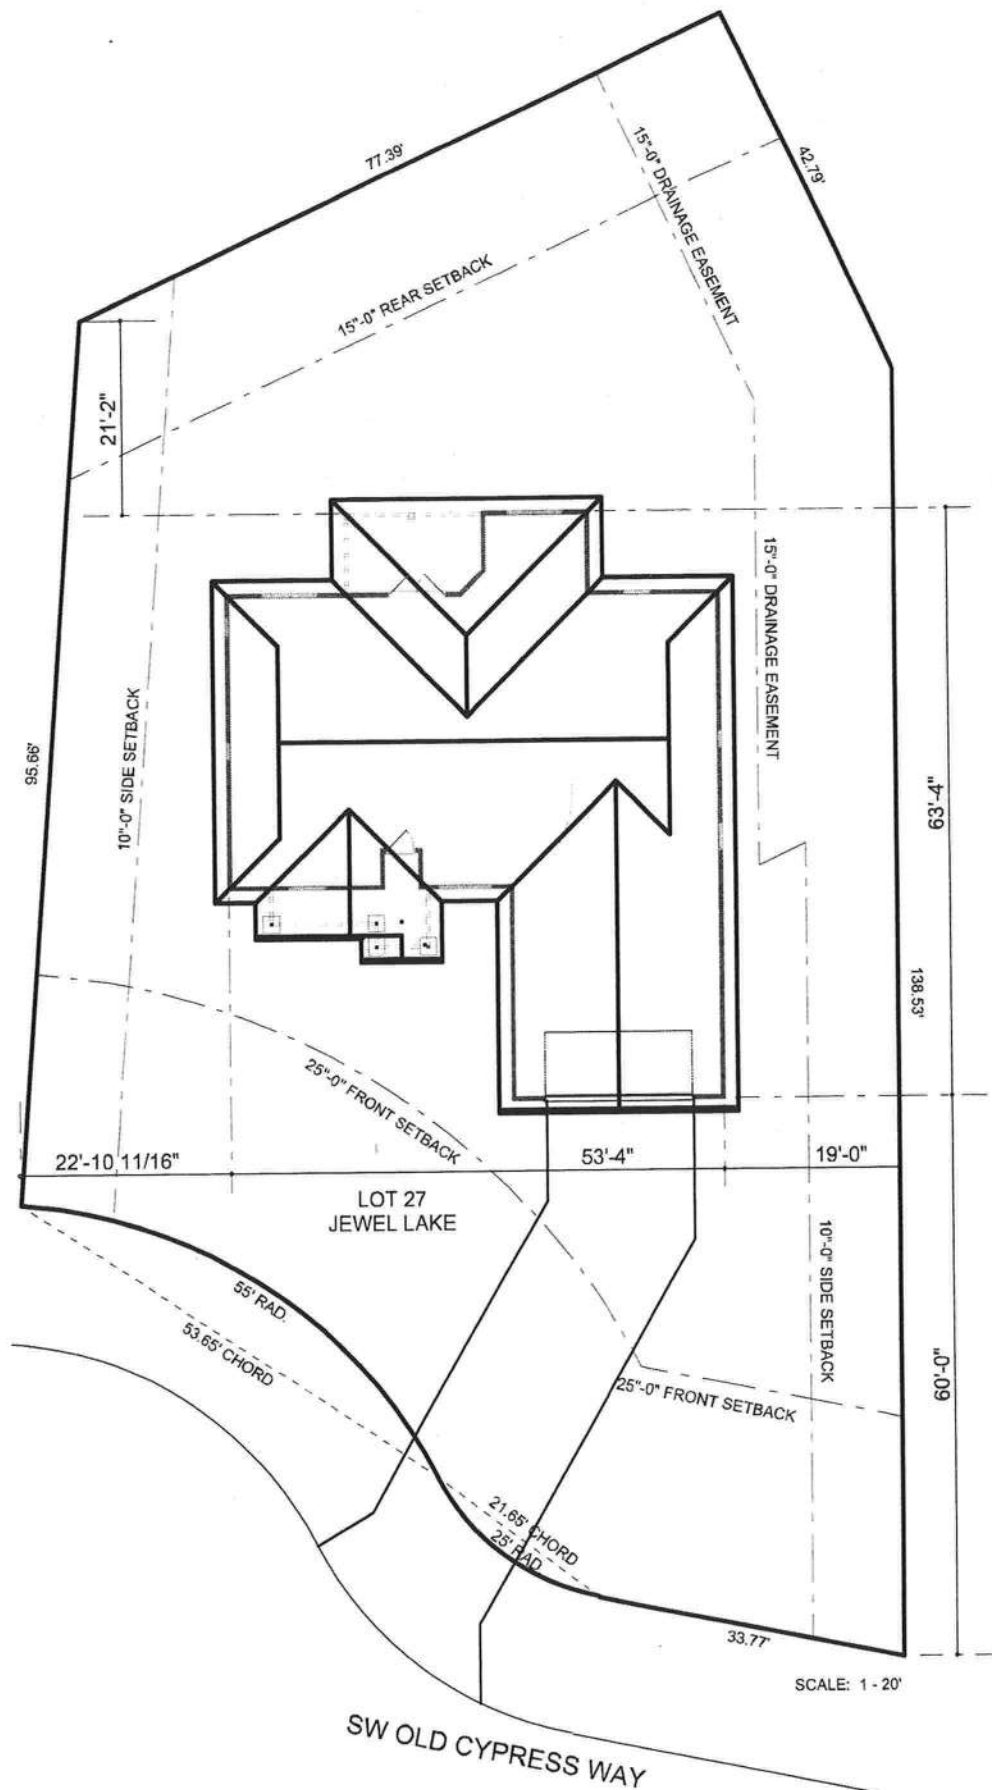 77.39'
42.79'
15"-0" DRAINAGE EASEMENT
15"-0" REAR SETBACK
21'-2"
15"-0" DRAINAGE EASEMENT
10"-0" SIDE SETBACK
95.66'
63'-4"
138.53'
25"-0" FRONT SETBACK
22'-10 11/16"
53'-4"
19'-0"
LOT 27
JEWEL LAKE
55' RAD.
53.65' CHORD
10"-0" SIDE SETBACK
60'-0"
25"-0" FRONT SETBACK
21.65' CHORD
25' RAD
33.77'
SCALE: 1 - 20'
SW OLD CYPRESS WAY